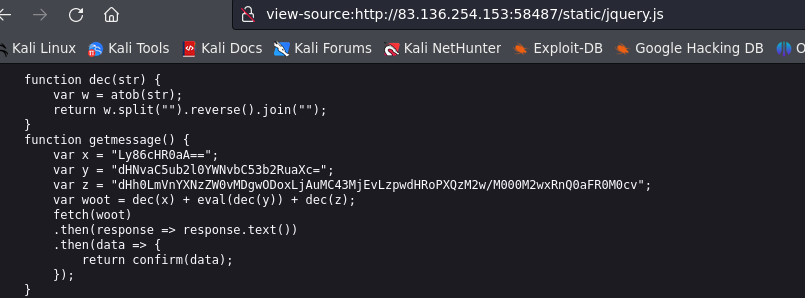 view-source:http://83.136.254.153:58487/static/jquery.js
Kali Linux Kali Tools Kali Docs Kali Forums Kali NetHunter Exploit-DB Google Hacking DB O
function dec(str) {
var w = atob(str);
return w.split("").reverse().join("");
}
function getmessage() {
var x = "Ly86cHR0aA==";
var y = "dHNvaC5ub2l0YWNvbC53b2RuaXc=";
var z = "dHh0LmVnYXNzZW0vMDgwODoxLjAuMC43MjEvLzpwdHRoPXQzM2w/M000M2wxRnQ0aFR0M0cv";
var woot = dec(x) + eval(dec(y)) + dec(z);
fetch(woot)
.then(response => response.text())
.then(data => {
return confirm(data);
});
}